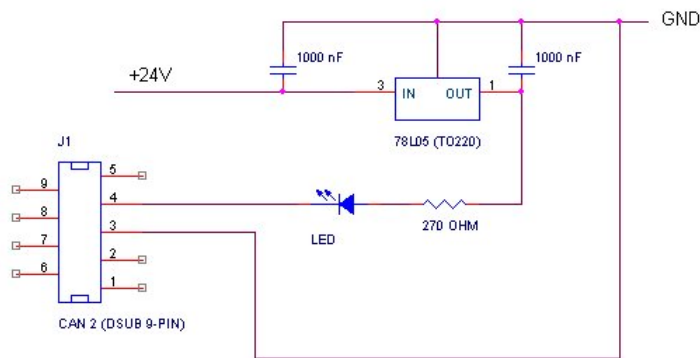 GND
1000 nF
1000 nF
+24V
3 IN OUT 1
78L05 (TO220)
J1
5
9
4
8
3
7
2
6
1
LED
270 OHM
CAN 2 (DSUB 9-PIN)